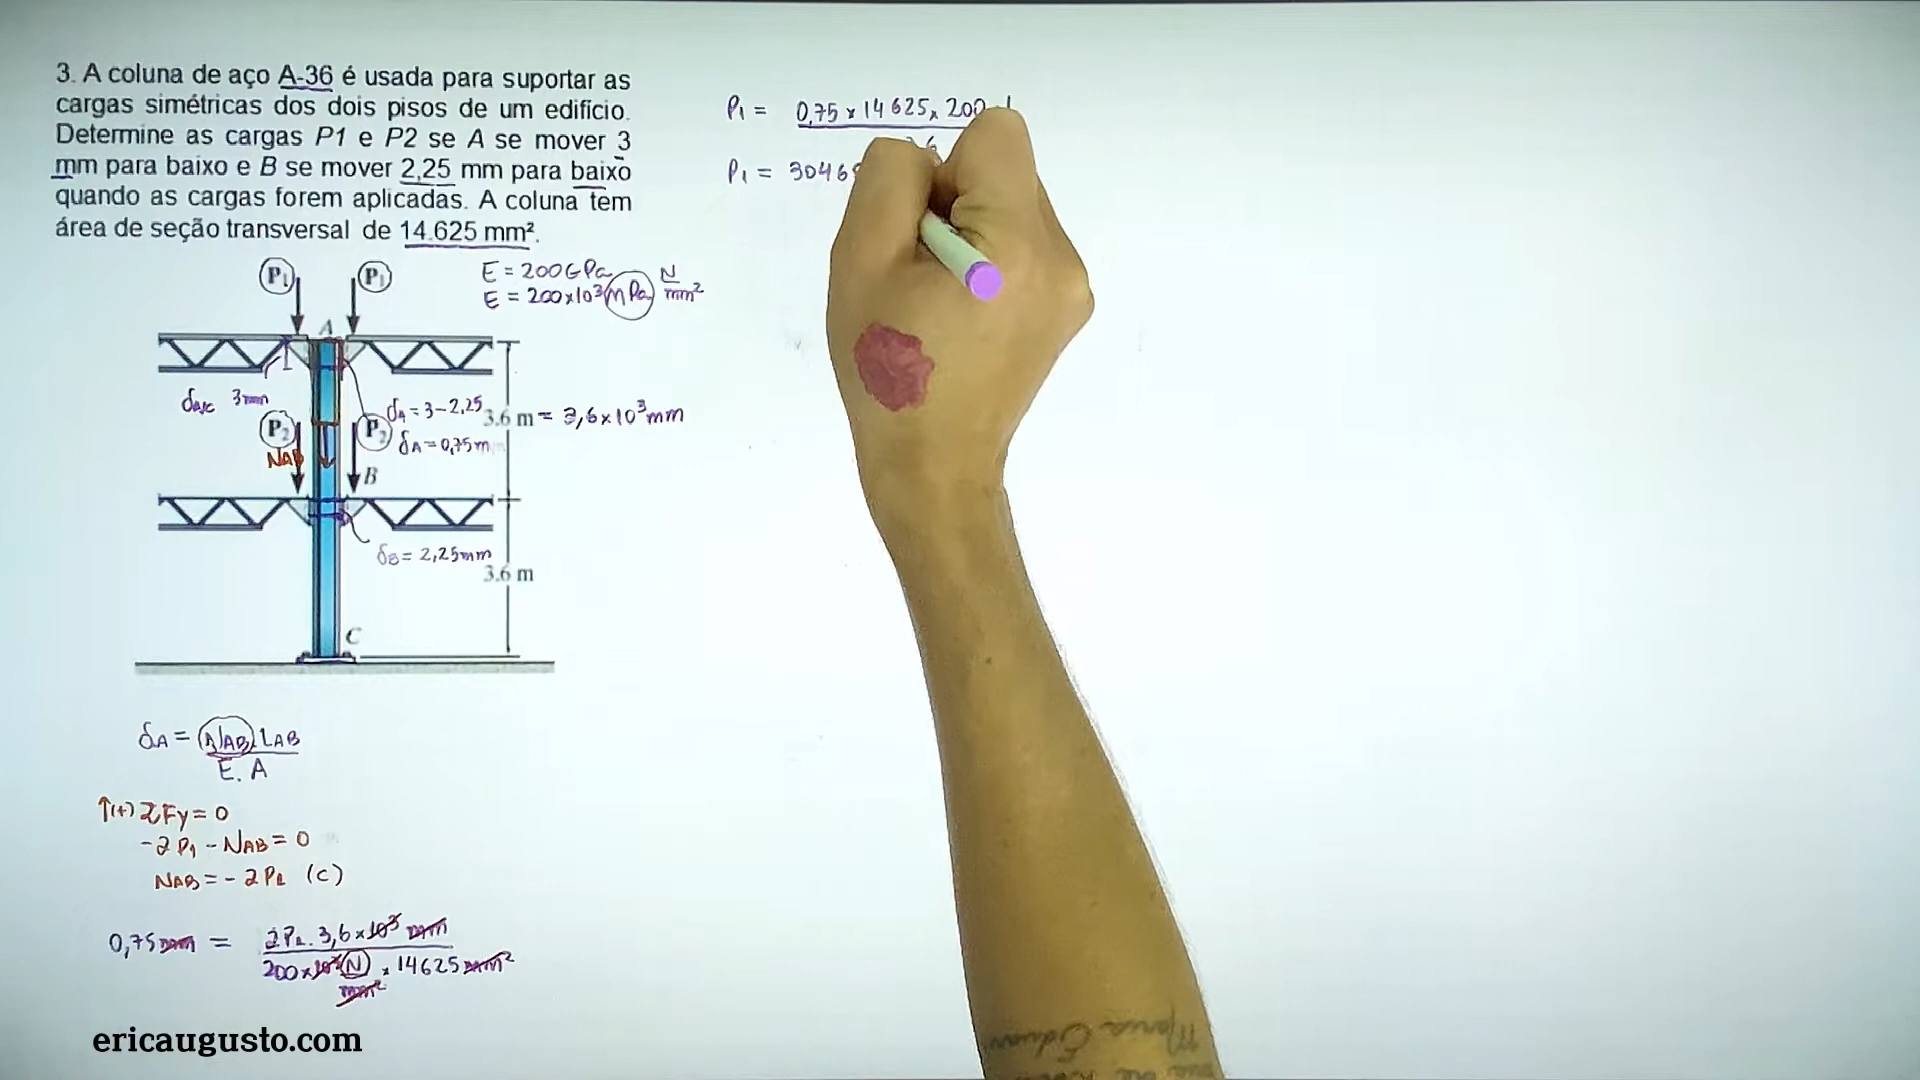 3. A coluna de aço A-36 é usada para suportar as
cargas simétricas dos dois pisos de um edifício.
Determine as cargas P1 e P2 se A se mover 3
mm para baixo e B se mover 2,25 mm para baixo
quando as cargas forem aplicadas. A coluna tem
área de seção transversal de 14.625 mm².
E = 200GPa
E = 200x10³ MPa N/mm²
P₁ P₁
A
δA/C 3mm
δA = 3-2,25
3.6 m = 3,6x10³mm
P₂ P₂
δA = 0,75m
NAB
B
δB = 2,25mm
3.6 m
C
δA = NAB.LAB
E. A
↑(+) ΣFy = 0
-2P₁ - NAB = 0
NAB = - 2P₁ (C)
0,75mm = 2P₁. 3,6x10³ mm
200x10³ N x 14625mm²
mm²
P₁ = 0,75 x 14625 x 200
P₁ = 3046
ericaugusto.com